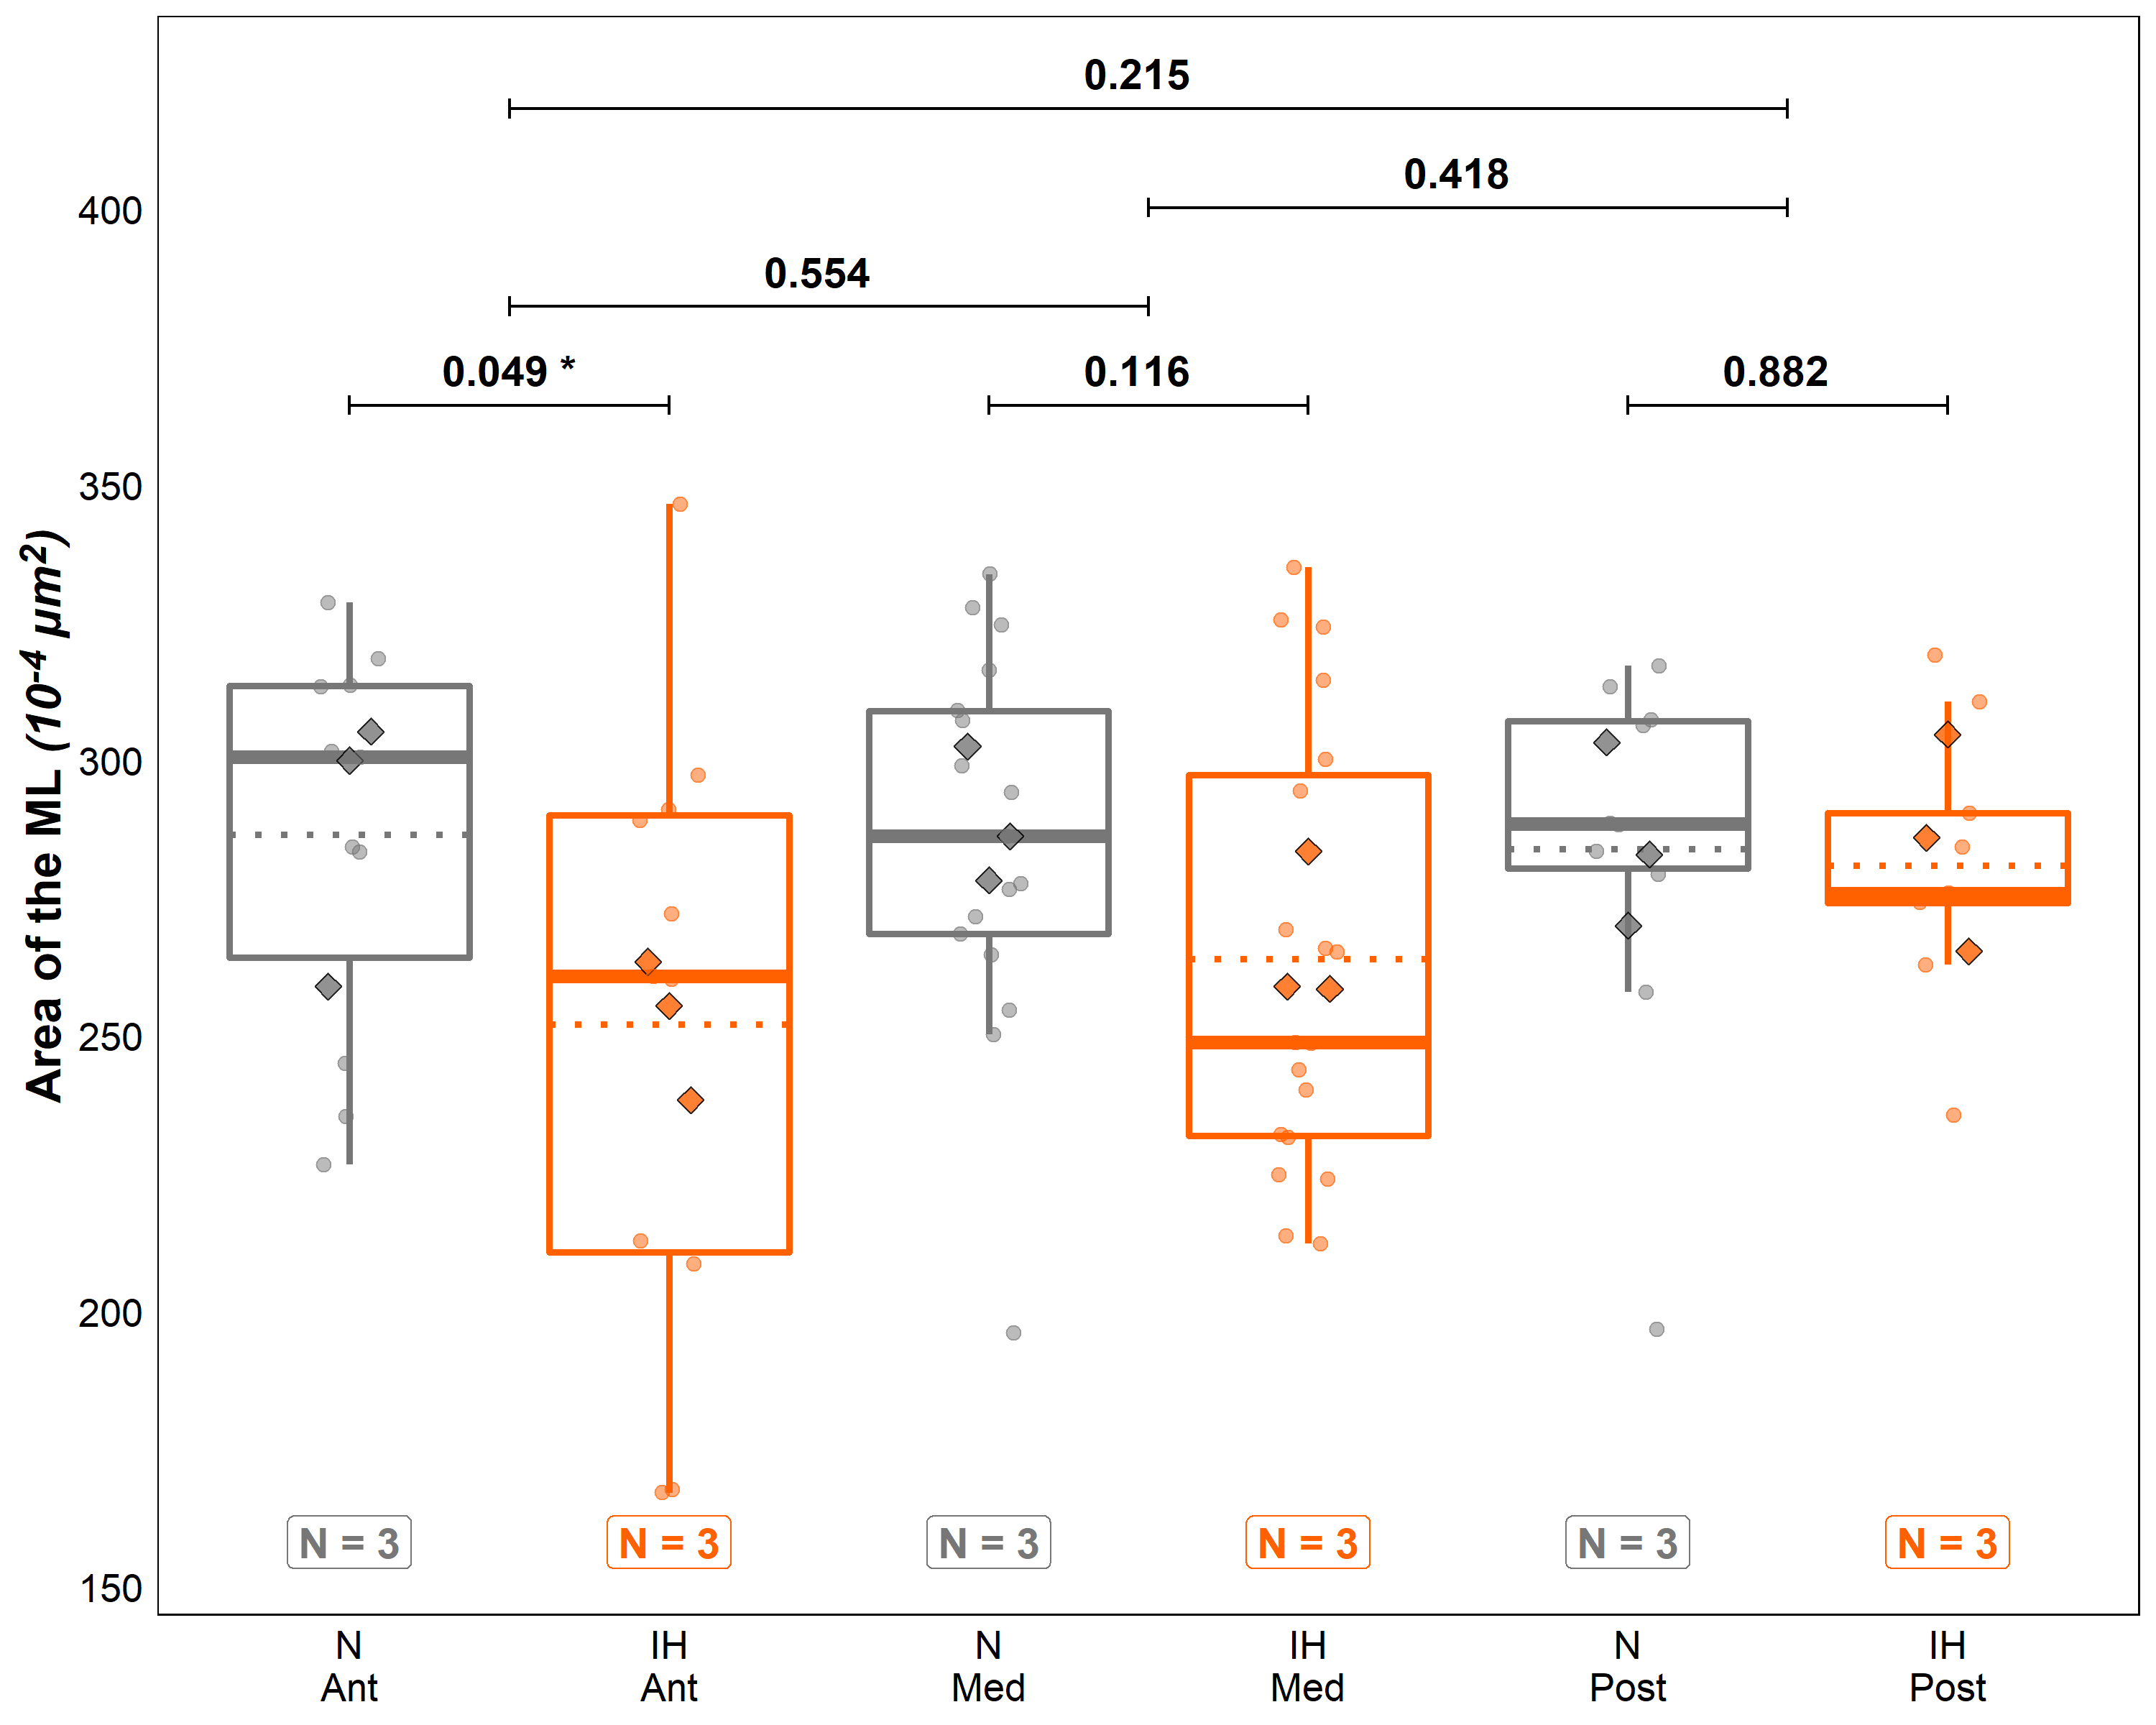 0.215
0.418
0.554
0.049 *
0.116
0.882
Area of the ML (10⁻⁴ µm²)
400
350
300
250
200
150
N = 3
N = 3
N = 3
N = 3
N = 3
N = 3
N
Ant
IH
Ant
N
Med
IH
Med
N
Post
IH
Post